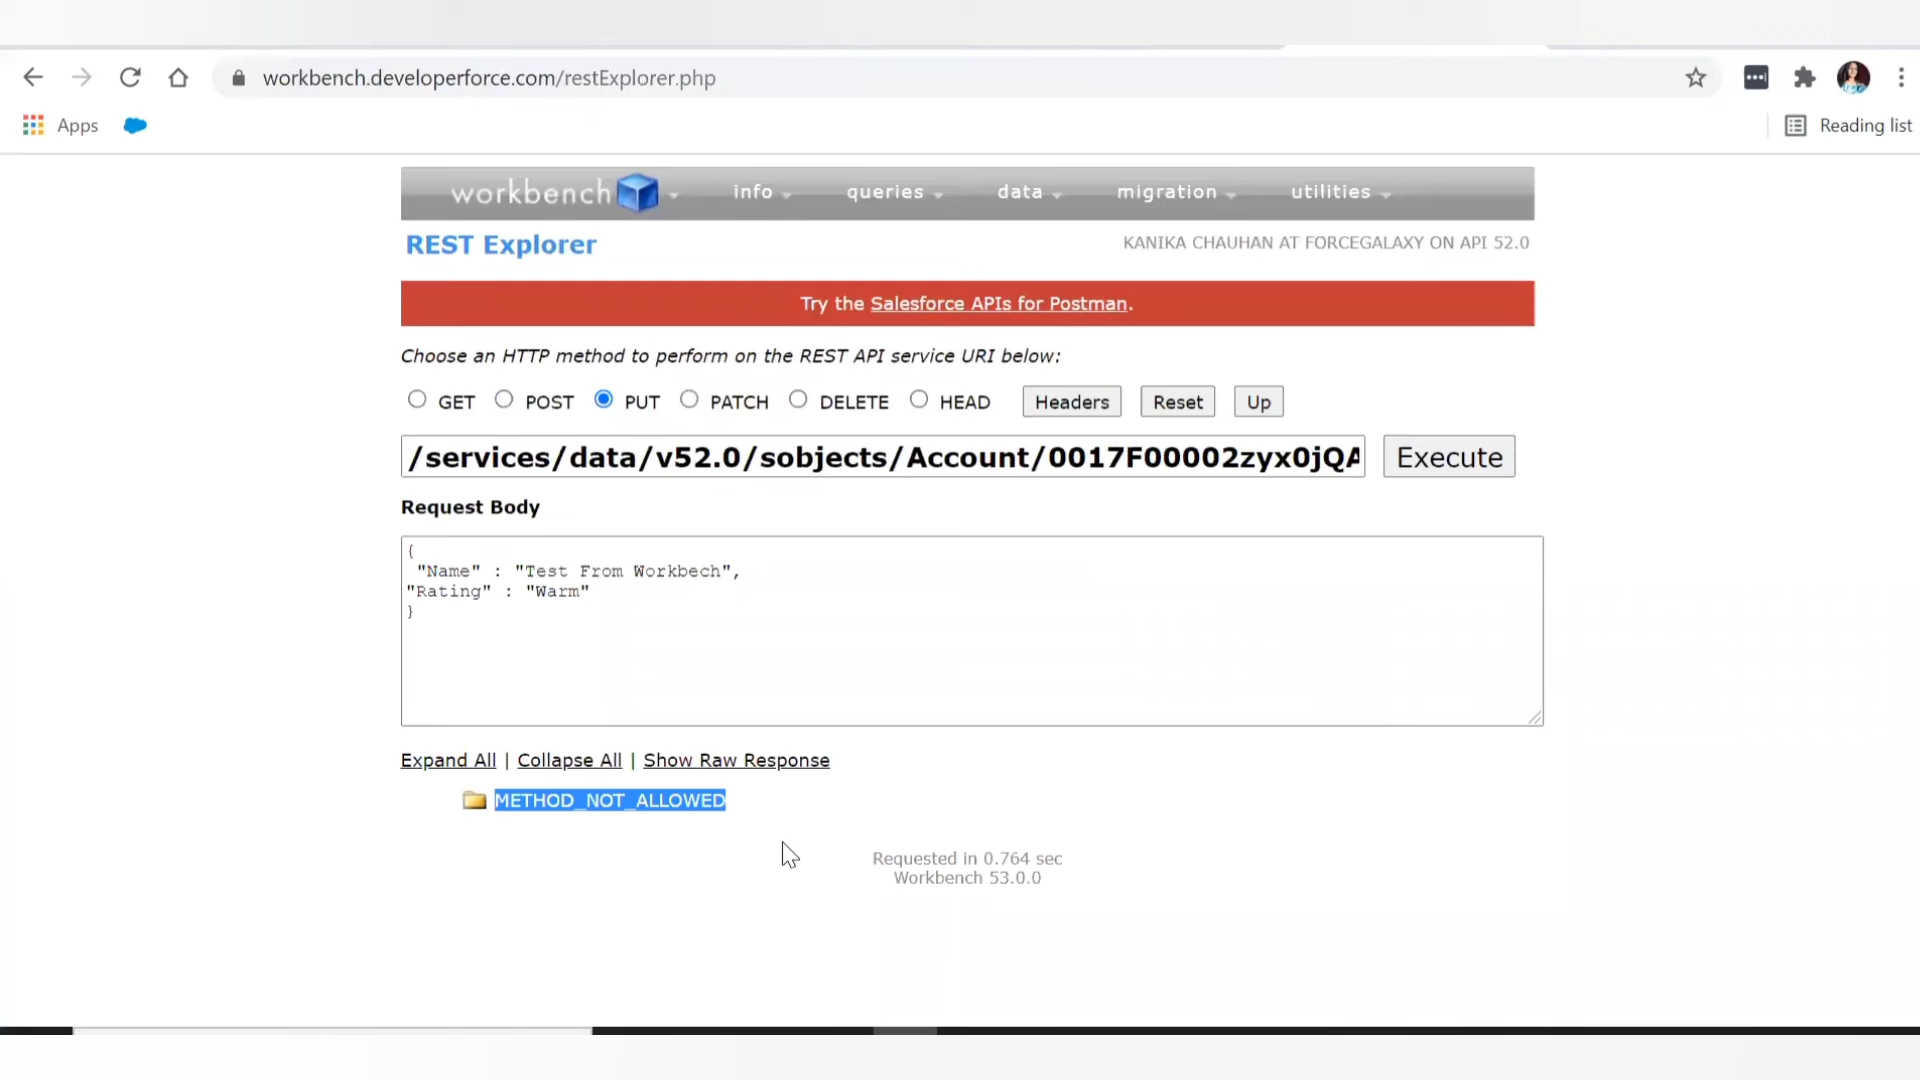 workbench.developerforce.com/restExplorer.php
Apps
Reading list
workbench info queries data migration utilities
REST Explorer
KANIKA CHAUHAN AT FORCEGALAXY ON API 52.0
Try the Salesforce APIs for Postman.
Choose an HTTP method to perform on the REST API service URI below:
GET POST PUT PATCH DELETE HEAD Headers Reset Up
/services/data/v52.0/sobjects/Account/0017F00002zyx0jQA Execute
Request Body
{
"Name" : "Test From Workbech",
"Rating" : "Warm"
}
Expand All | Collapse All | Show Raw Response
METHOD_NOT_ALLOWED
Requested in 0.764 sec
Workbench 53.0.0